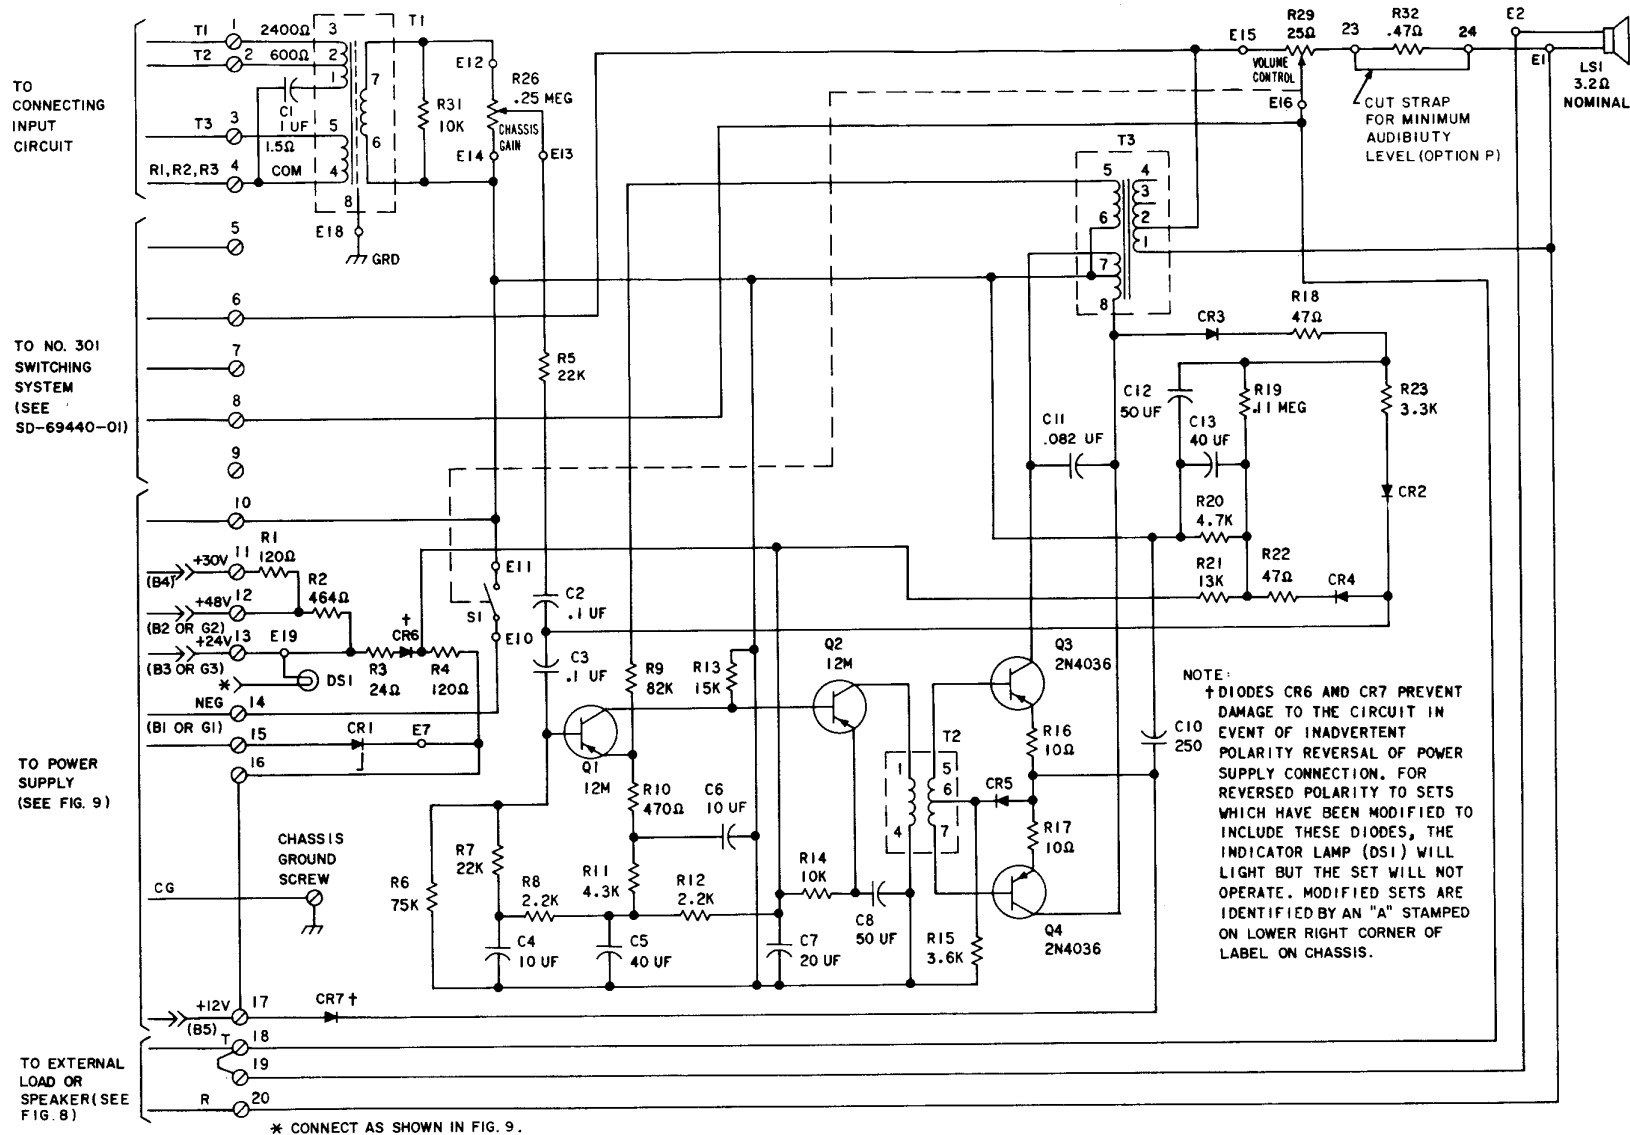 TO
CONNECTING
INPUT
CIRCUIT
T1
1
2400Ω
T2
2
600Ω
C1
1 UF
T3
3
1.5Ω
R1,R2,R3
4
COM
3
2
1
5
4
8
7
6
T1
E18
GRD
R31
10K
E12
R26
.25 MEG
CHASSIS
GAIN
E14
E13
E15
R29
25Ω
VOLUME
CONTROL
E16
23
R32
.47Ω
24
E2
E1
LS1
3.2Ω
NOMINAL
CUT STRAP
FOR MINIMUM
AUDIBIUTY
LEVEL (OPTION P)
TO NO. 301
SWITCHING
SYSTEM
(SEE
SD-69440-01)
5
6
7
8
9
R5
22K
T3
5
6
7
8
4
3
2
1
CR3
R18
47Ω
C12
50 UF
R19
.11 MEG
R23
3.3K
C11
.082 UF
C13
40 UF
CR2
R20
4.7K
R21
13K
R22
47Ω
CR4
TO POWER
SUPPLY
(SEE FIG. 9)
10
+30V
11
(B4)
R1
120Ω
+48V
12
(B2 OR G2)
R2
464Ω
+24V
13
(B3 OR G3)
E19
R3
24Ω
†
CR6
R4
120Ω
*
DS1
NEG
14
(B1 OR G1)
15
CR1
E7
16
E11
S1
E10
C2
.1 UF
C3
.1 UF
Q1
12M
R9
82K
R13
15K
Q2
12M
Q3
2N4036
R16
10Ω
C10
250
T2
1
4
5
6
7
CR5
R17
10Ω
Q4
2N4036
R10
470Ω
C6
10 UF
R6
75K
R7
22K
R8
2.2K
R11
4.3K
R12
2.2K
R14
10K
C8
50 UF
R15
3.6K
C4
10 UF
C5
40 UF
C7
20 UF
CHASSIS
GROUND
SCREW
CG
+12V
17
(B5)
CR7 †
NOTE:
† DIODES CR6 AND CR7 PREVENT
DAMAGE TO THE CIRCUIT IN
EVENT OF INADVERTENT
POLARITY REVERSAL OF POWER
SUPPLY CONNECTION. FOR
REVERSED POLARITY TO SETS
WHICH HAVE BEEN MODIFIED TO
INCLUDE THESE DIODES, THE
INDICATOR LAMP (DS1) WILL
LIGHT BUT THE SET WILL NOT
OPERATE. MODIFIED SETS ARE
IDENTIFIED BY AN "A" STAMPED
ON LOWER RIGHT CORNER OF
LABEL ON CHASSIS.
TO EXTERNAL
LOAD OR
SPEAKER (SEE
FIG. 8)
T
18
19
R
20
* CONNECT AS SHOWN IN FIG. 9.